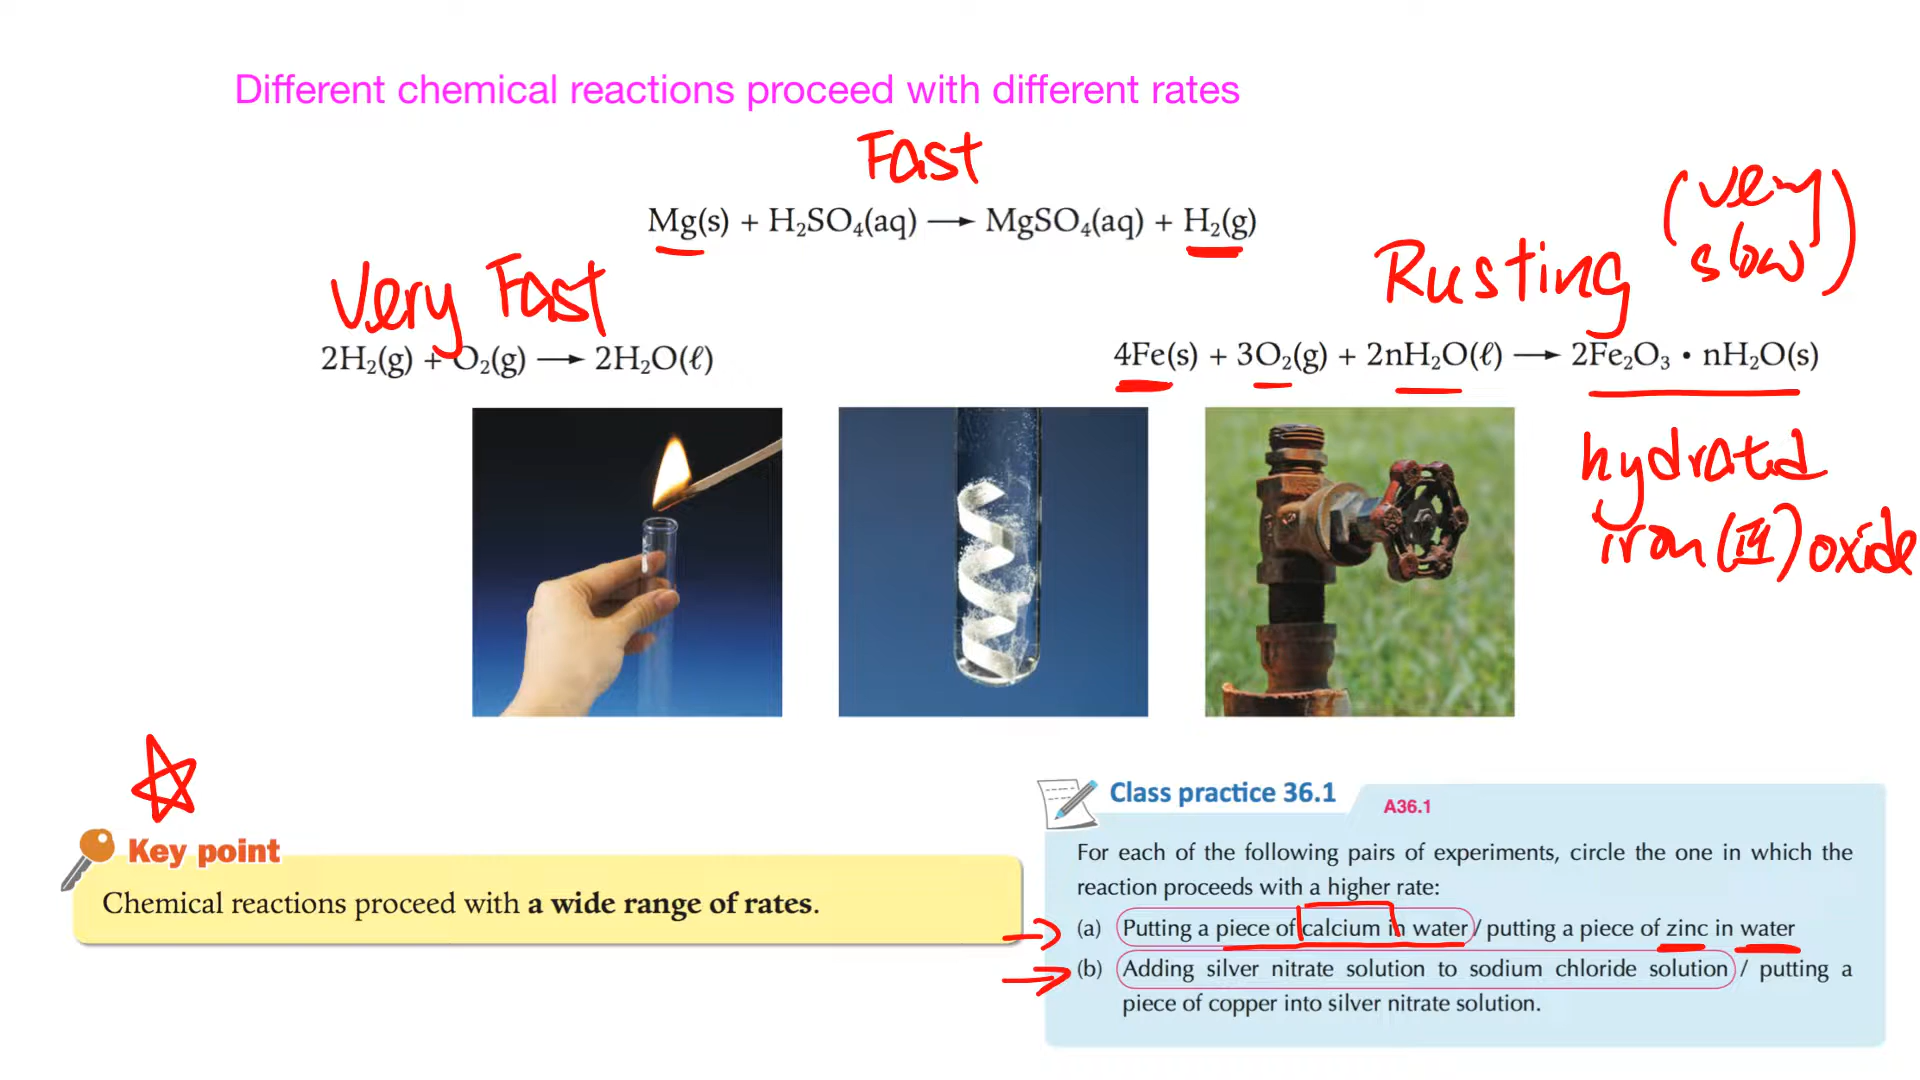 Different chemical reactions proceed with different rates
Fast
Mg(s) + H₂SO₄(aq) ⟶ MgSO₄(aq) + H₂(g)
Very Fast
2H₂(g) + O₂(g) ⟶ 2H₂O(ℓ)
Rusting (very
slow)
4Fe(s) + 3O₂(g) + 2nH₂O(ℓ) ⟶ 2Fe₂O₃ • nH₂O(s)
hydrated
iron(III) oxide
Key point
Chemical reactions proceed with a wide range of rates.
Class practice 36.1
A36.1
For each of the following pairs of experiments, circle the one in which the
reaction proceeds with a higher rate:
(a) Putting a piece of calcium in water / putting a piece of zinc in water
(b) Adding silver nitrate solution to sodium chloride solution / putting a
piece of copper into silver nitrate solution.